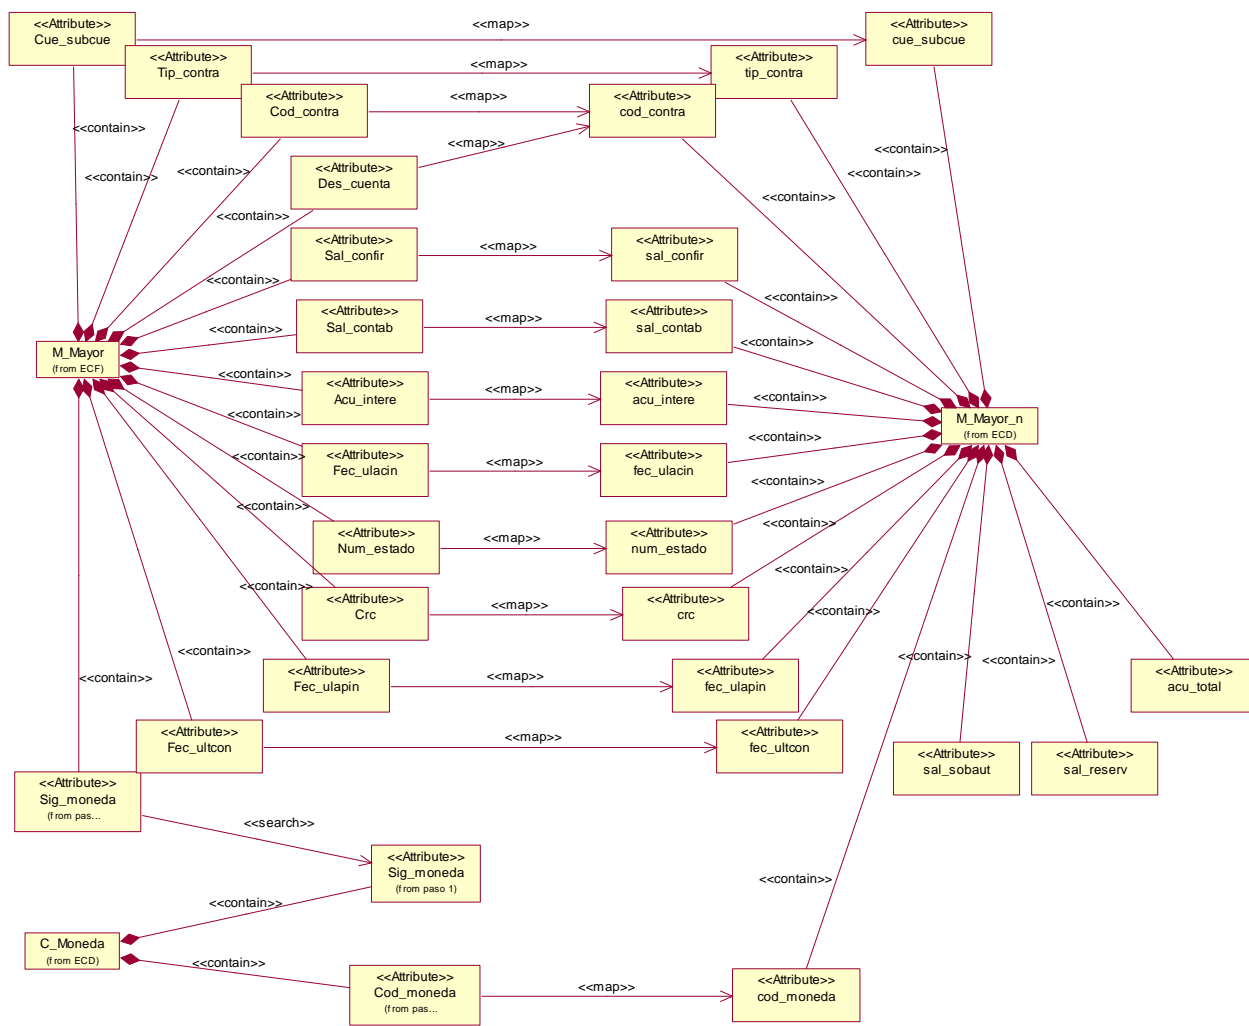 <<Attribute>>
Cue_subcue
<<map>>
<<Attribute>>
cue_subcue
<<Attribute>>
Tip_contra
<<map>>
<<Attribute>>
tip_contra
<<Attribute>>
Cod_contra
<<map>>
<<Attribute>>
cod_contra
<<contain>>
<<map>>
<<contain>>
<<Attribute>>
Des_cuenta
<<contain>>
<<contain>>
<<contain>>
<<contain>>
<<contain>>
<<Attribute>>
Sal_confir
<<map>>
<<Attribute>>
sal_confir
<<contain>>
<<contain>>
<<Attribute>>
Sal_contab
<<map>>
<<Attribute>>
sal_contab
<<contain>>
<<contain>>
M_Mayor
(from ECF)
<<contain>>
<<Attribute>>
Acu_intere
<<map>>
<<Attribute>>
acu_intere
<<contain>>
M_Mayor_n
(from ECD)
<<contain>>
<<Attribute>>
Fec_ulacin
<<map>>
<<Attribute>>
fec_ulacin
<<contain>>
<<contain>>
<<contain>>
<<contain>>
<<Attribute>>
Num_estado
<<map>>
<<Attribute>>
num_estado
<<contain>>
<<contain>>
<<Attribute>>
Crc
<<map>>
<<Attribute>>
crc
<<contain>>
<<contain>>
<<contain>>
<<contain>>
<<contain>>
<<contain>>
<<Attribute>>
Fec_ulapin
<<map>>
<<Attribute>>
fec_ulapin
<<Attribute>>
acu_total
<<contain>>
<<Attribute>>
Fec_ultcon
<<map>>
<<Attribute>>
fec_ultcon
<<Attribute>>
sal_sobaut
<<Attribute>>
sal_reserv
<<Attribute>>
Sig_moneda
(from pas...
<<search>>
<<Attribute>>
Sig_moneda
(from paso 1)
<<contain>>
<<contain>>
C_Moneda
(from ECD)
<<contain>>
<<Attribute>>
Cod_moneda
(from pas...
<<map>>
<<Attribute>>
cod_moneda